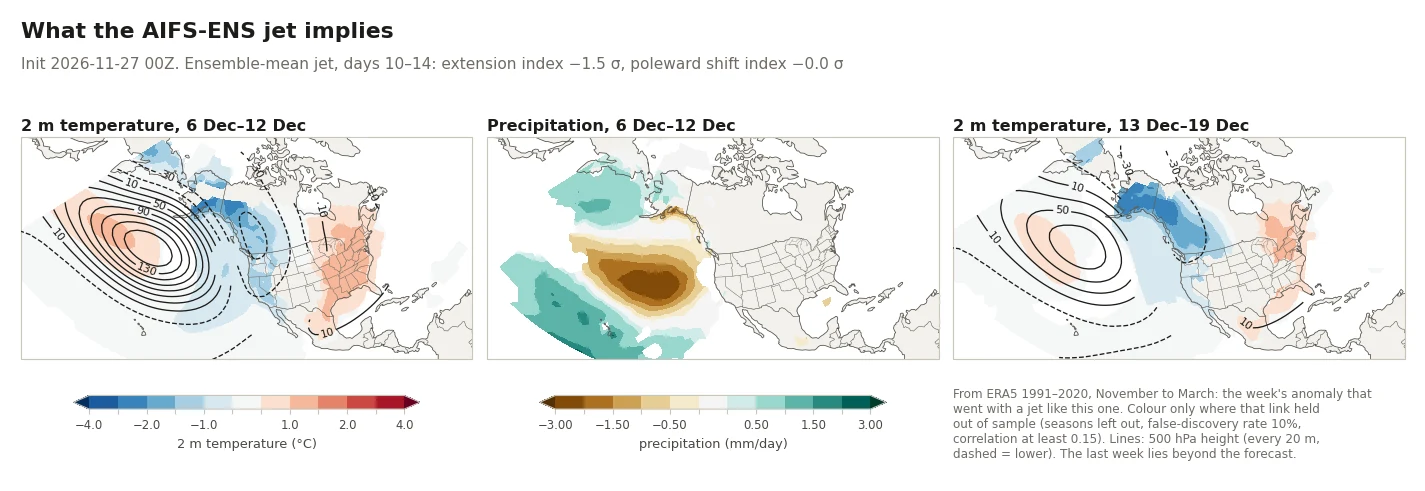 What the AIFS-ENS jet implies
Init 2026-11-27 00Z. Ensemble-mean jet, days 10–14: extension index −1.5 σ, poleward shift index −0.0 σ
2 m temperature, 6 Dec–12 Dec
Precipitation, 6 Dec–12 Dec
2 m temperature, 13 Dec–19 Dec
10
-30
50
90
10
130
-30
-10
10
-30
-30
10
50
10
10
−4.0 −2.0 −1.0 1.0 2.0 4.0
2 m temperature (°C)
−3.00 −1.50 −0.50 0.50 1.50 3.00
precipitation (mm/day)
From ERA5 1991–2020, November to March: the week's anomaly that
went with a jet like this one. Colour only where that link held
out of sample (seasons left out, false-discovery rate 10%,
correlation at least 0.15). Lines: 500 hPa height (every 20 m,
dashed = lower). The last week lies beyond the forecast.